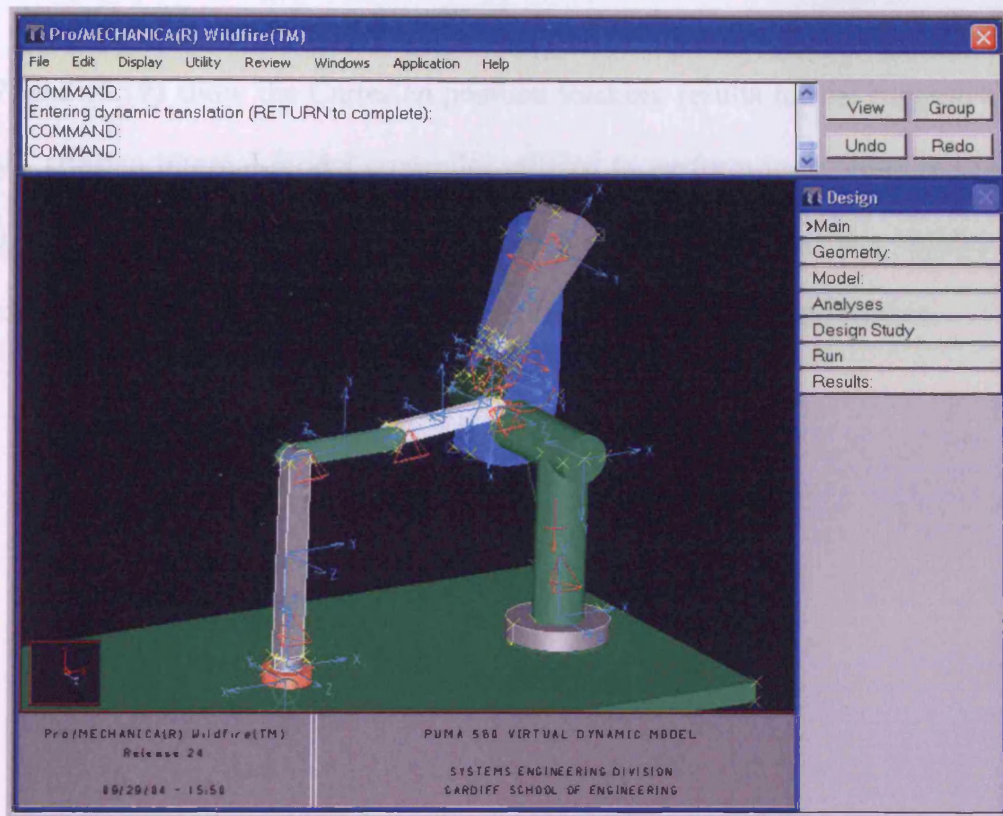 Pro/MECHANICA(R) Wildfire(TM)
File Edit Display Utility Review Windows Application Help
COMMAND:
Entering dynamic translation (RETURN to complete):
COMMAND:
COMMAND:
View Group
Undo Redo
Design
>Main
Geometry:
Model:
Analyses
Design Study
Run
Results:
Pro/MECHANICA(R) Wildfire(TM)
Release 24
09/29/04 - 15:50
PUMA 560 VIRTUAL DYNAMIC MODEL
SYSTEMS ENGINEERING DIVISION
CARDIFF SCHOOL OF ENGINEERING